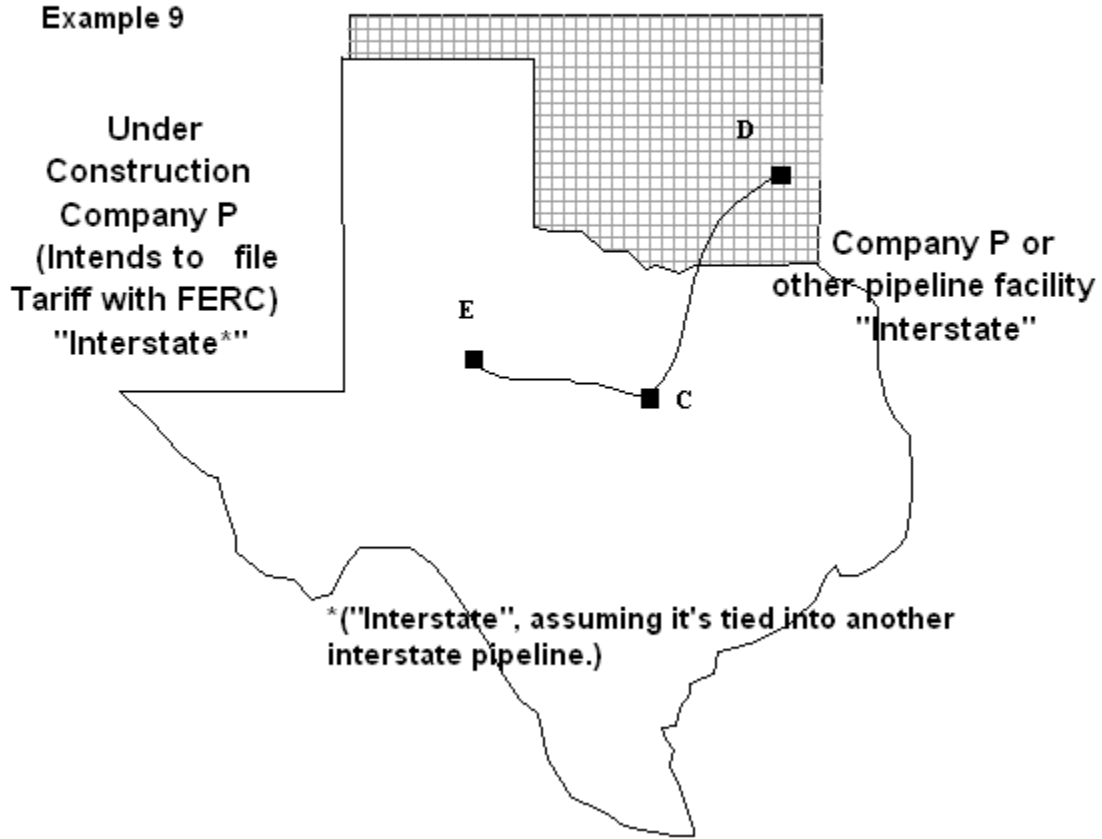 Example 9
Under
Construction
Company P
(Intends to file
Tariff with FERC)
"Interstate*"
D
Company P or
other pipeline facility
"Interstate"
E
C
*("Interstate", assuming it's tied into another
interstate pipeline.)